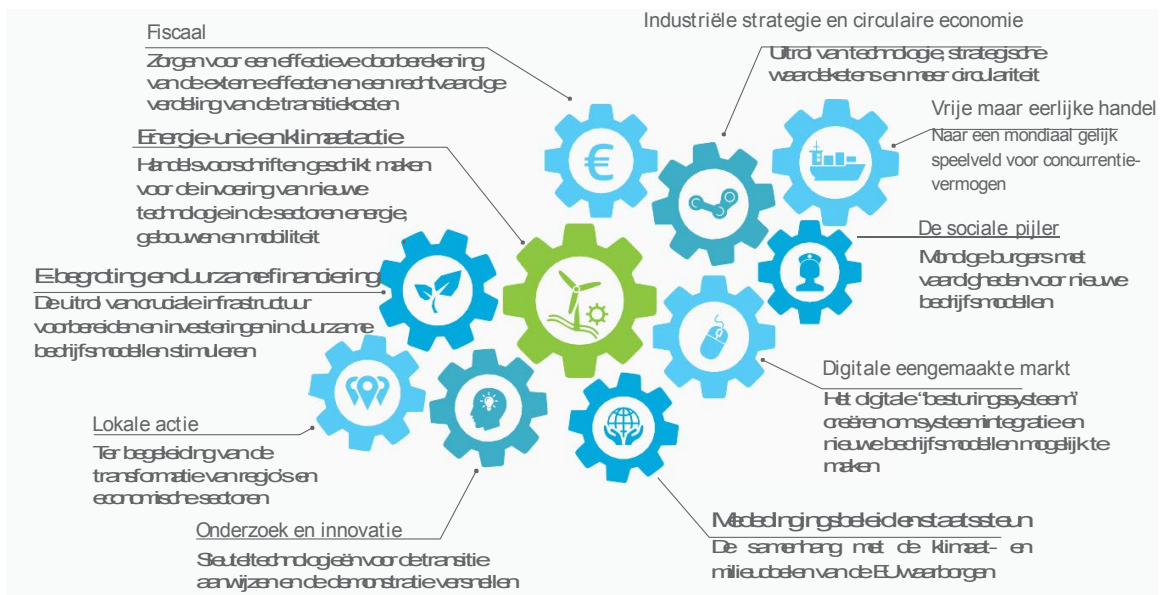 Fiscaal
Zorgen voor een effectieve doorberekening
van de externe effecten en een rechtvaardige
verdeling van de transitiekosten
Energie-unie en klimaatactie
Handelsvoorschriften geschikt maken
voor de invoering van nieuwe
technologie in de sectoren energie,
gebouwen en mobiliteit
E-begroting en duurzame financiering
De uitrol van cruciale infrastructuur
voorbereiden en investeringen in duurzame
bedrijfsmodellen stimuleren
Lokale actie
Ter begeleiding van de
transformatie van regio's en
economische sectoren
Onderzoek en innovatie
Sleuteltechnologieën voor de transitie
aanwijzen en de demonstratie versnellen
Industriële strategie en circulaire economie
Uitrol van technologie, strategische
waardeketens en meer circulariteit
Vrije maar eerlijke handel
Naar een mondiaal gelijk
speelveld voor concurrentie-
vermogen
De sociale pijler
Mondige burgers met
vaardigheden voor nieuwe
bedrijfsmodellen
Digitale eengemaakte markt
Het digitale "besturingssysteem"
creëren om systeemintegratie en
nieuwe bedrijfsmodellen mogelijk te
maken
Mededingingsbeleid en staatssteun
De samenhang met de klimaat- en
milieudoelen van de EU waarborgen
€